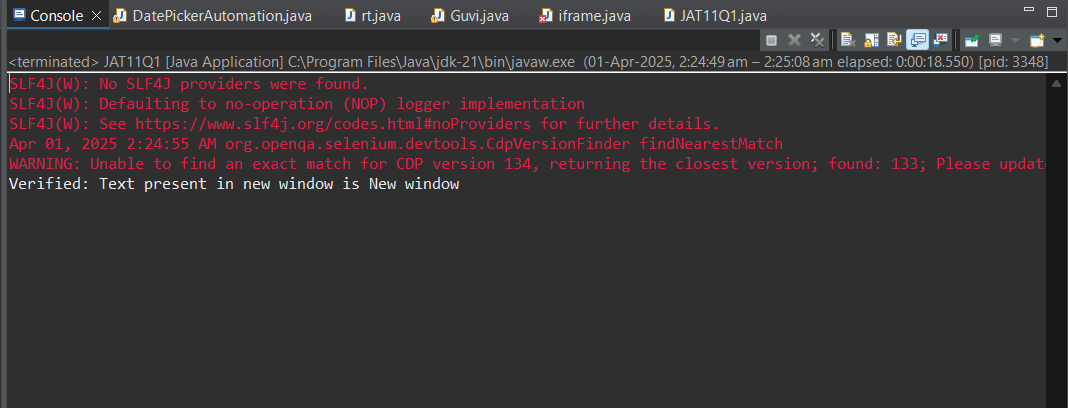 Console DatePickerAutomation.java rt.java Guvi.java iframe.java JAT11Q1.java
<terminated> JAT11Q1 [Java Application] C:\Program Files\Java\jdk-21\bin\javaw.exe (01-Apr-2025, 2:24:49 am – 2:25:08 am elapsed: 0:00:18.550) [pid: 3348]
SLF4J(W): No SLF4J providers were found.
SLF4J(W): Defaulting to no-operation (NOP) logger implementation
SLF4J(W): See https://www.slf4j.org/codes.html#noProviders for further details.
Apr 01, 2025 2:24:55 AM org.openqa.selenium.devtools.CdpVersionFinder findNearestMatch
WARNING: Unable to find an exact match for CDP version 134, returning the closest version; found: 133; Please updat
Verified: Text present in new window is New window